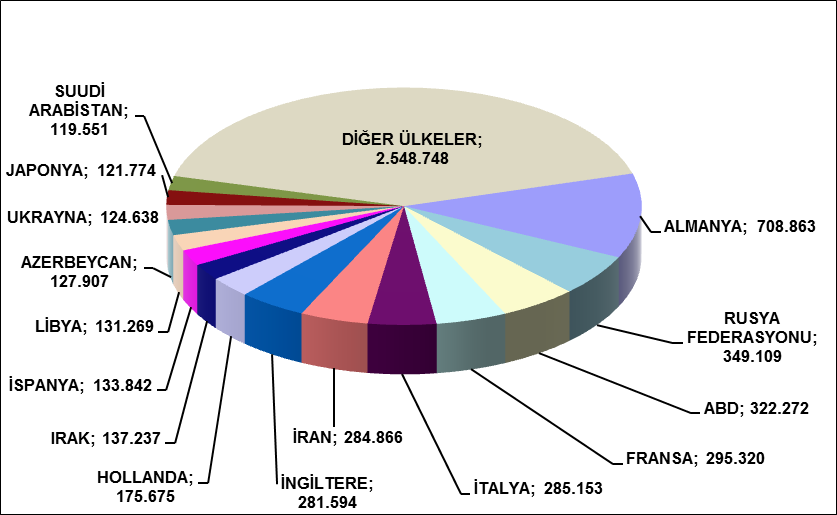 SUUDİ
ARABİSTAN;
119.551
DİĞER ÜLKELER;
2.548.748
JAPONYA; 121.774
UKRAYNA; 124.638
ALMANYA; 708.863
AZERBEYCAN;
127.907
RUSYA
FEDERASYONU;
349.109
LİBYA; 131.269
İSPANYA; 133.842
ABD; 322.272
IRAK; 137.237
İRAN; 284.866
FRANSA; 295.320
HOLLANDA;
175.675
İNGİLTERE;
281.594
İTALYA; 285.153